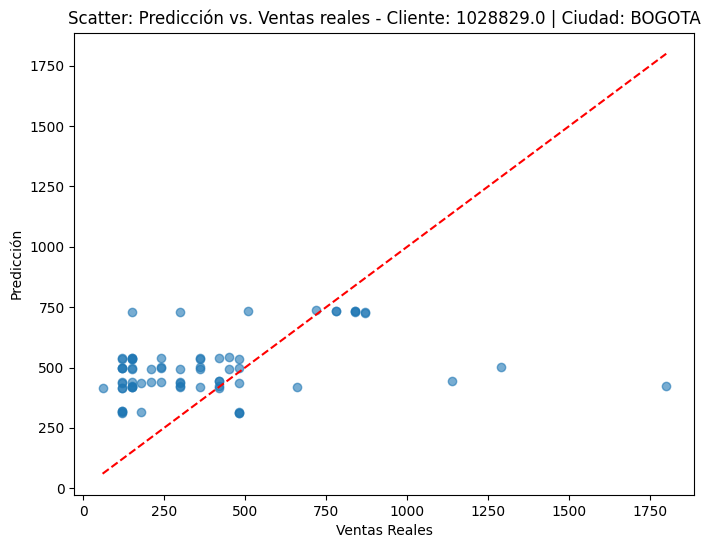 Scatter: Predicción vs. Ventas reales - Cliente: 1028829.0 | Ciudad: BOGOTA
1750
1500
1250
1000
750
500
250
0
Predicción
0 250 500 750 1000 1250 1500 1750
Ventas Reales